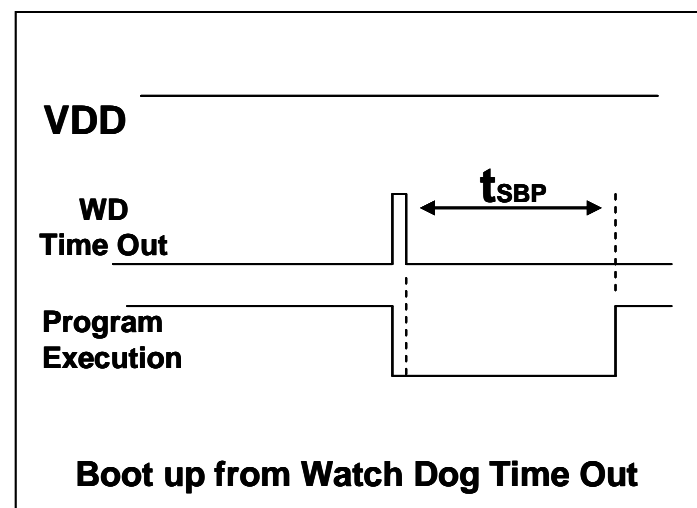 VDD
tSBP
WD
Time Out
Program
Execution
Boot up from Watch Dog Time Out